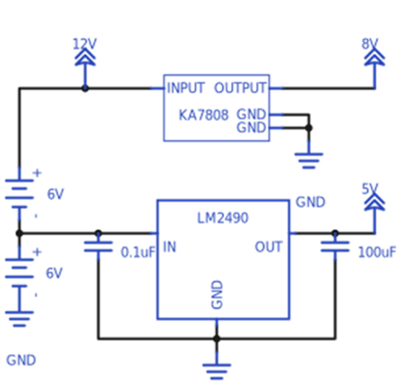 12V
8V
INPUT OUTPUT
KA7808 GND
GND
+
6V
-
5V
GND
LM2490
+
0.1uF
IN
OUT
100uF
6V
-
GND
GND